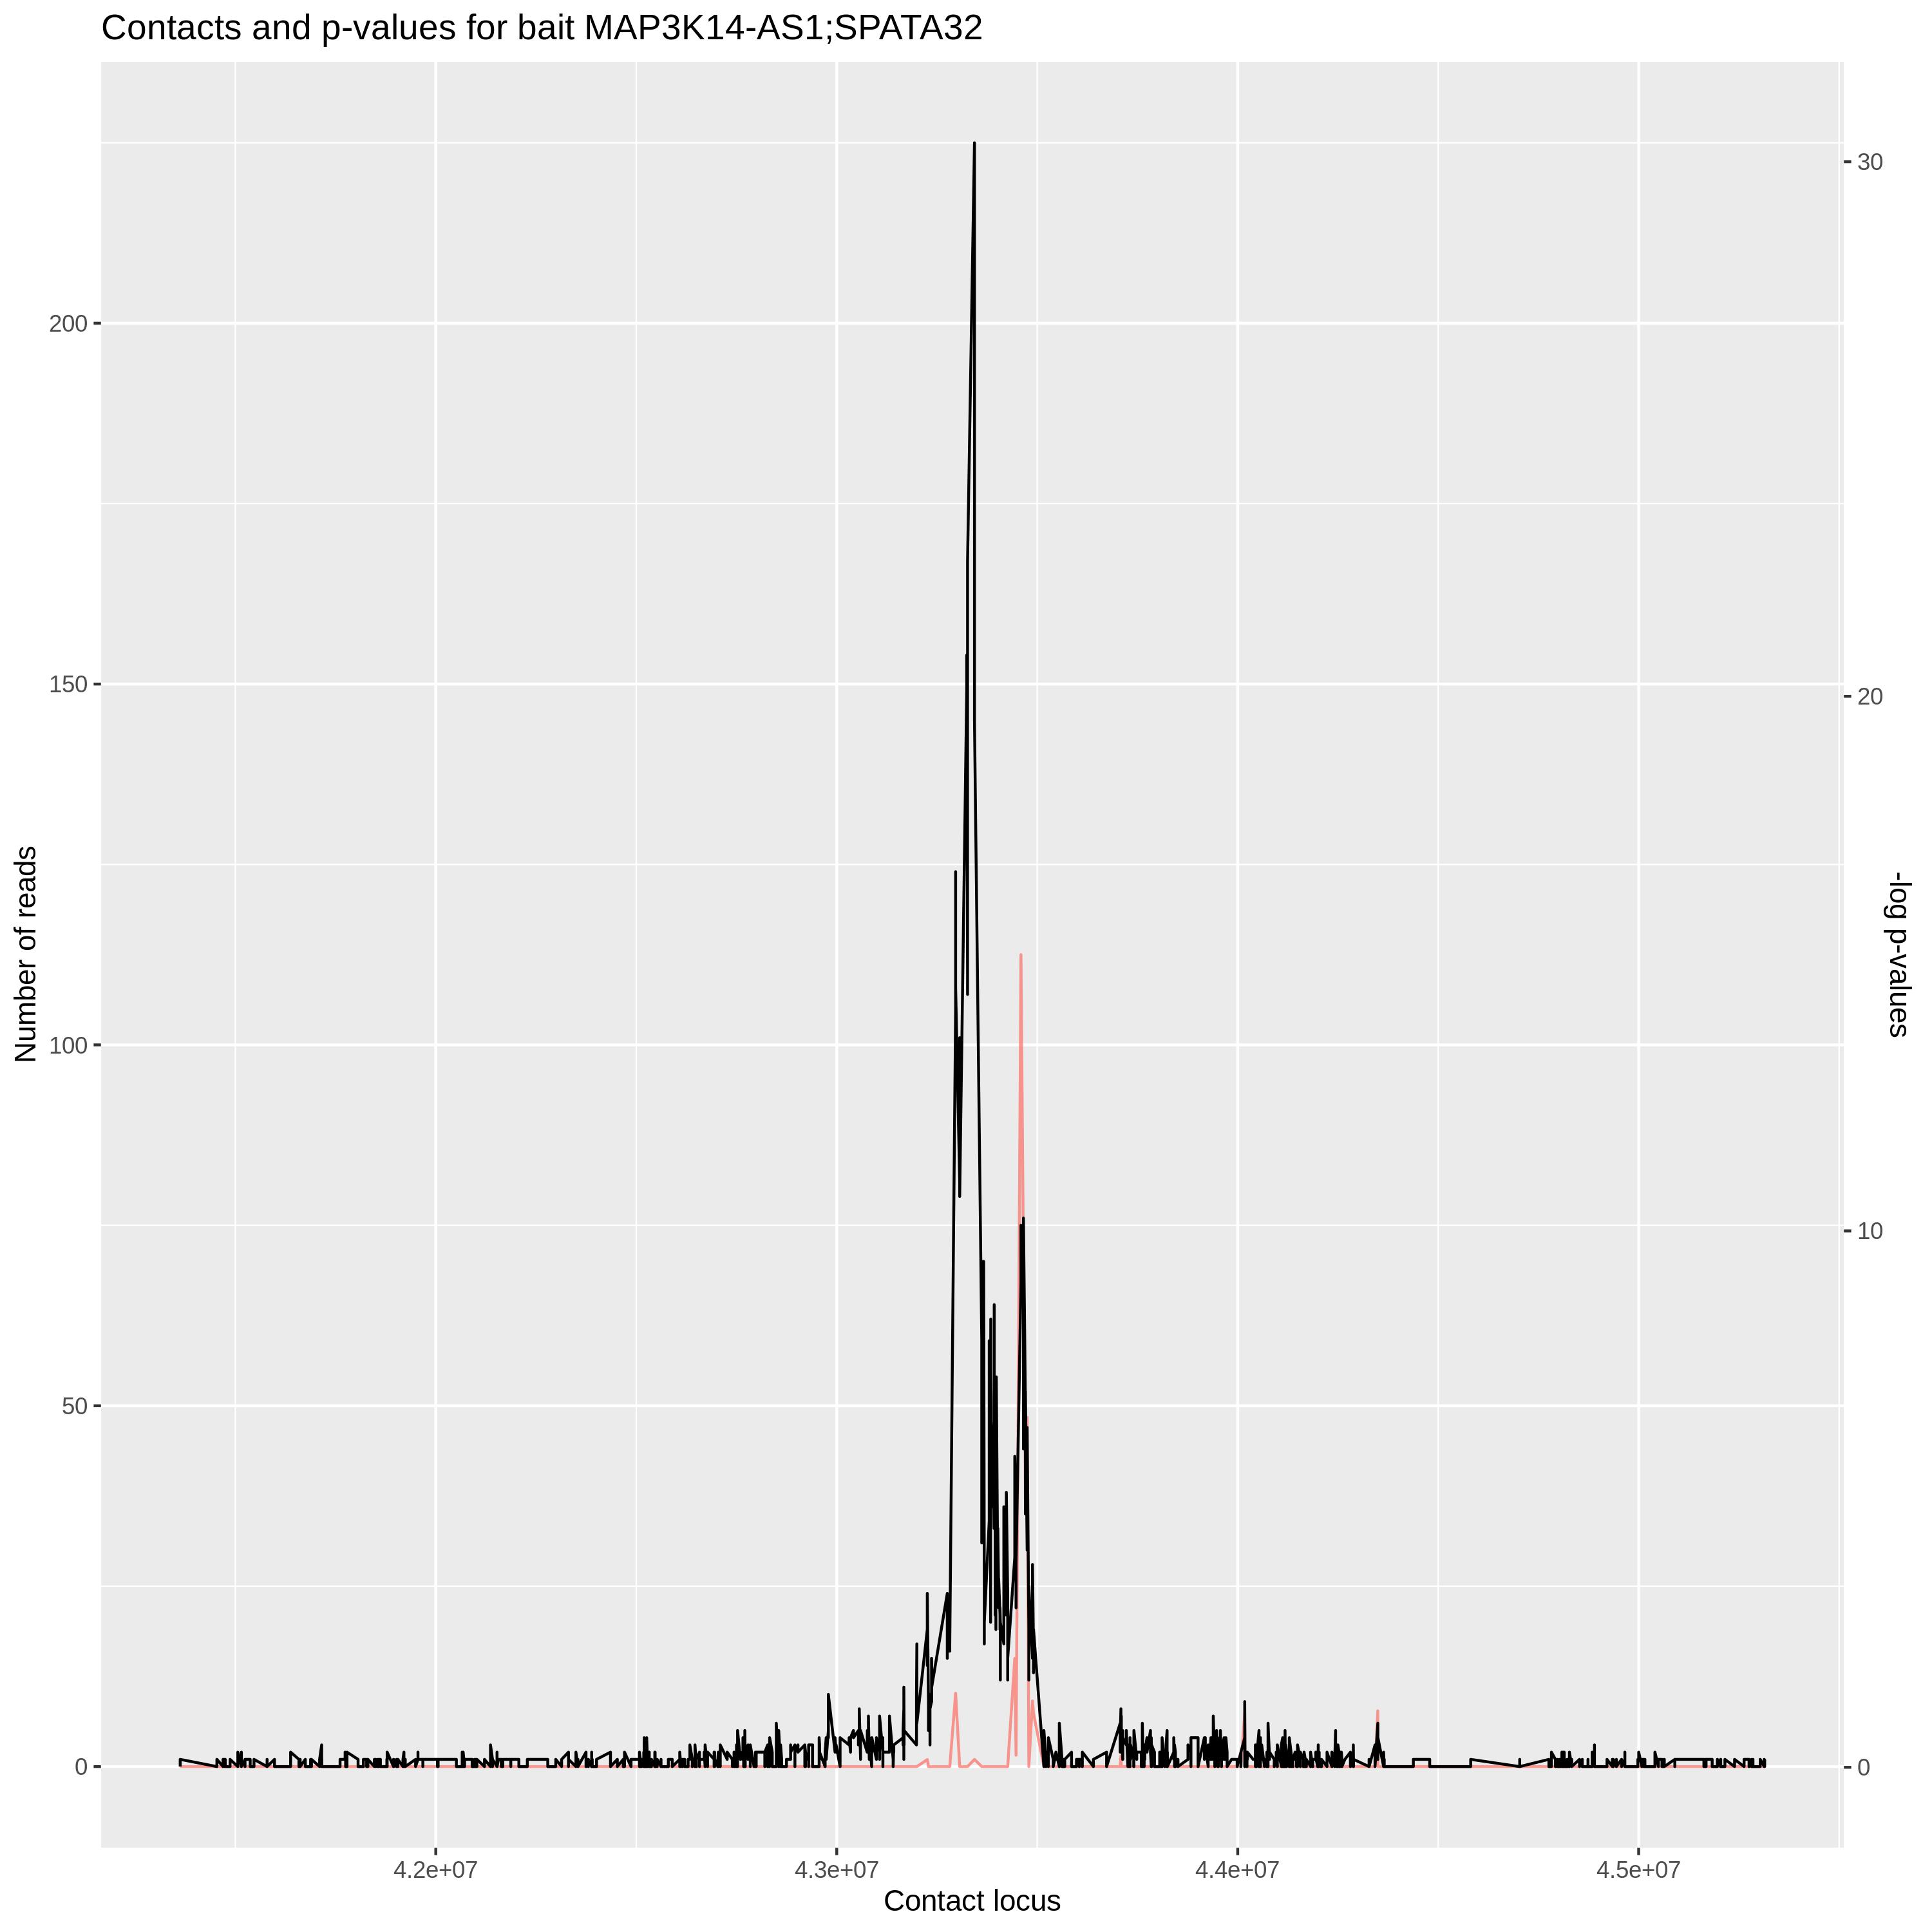 Contacts and p-values for bait MAP3K14-AS1;SPATA32
200
150
100
50
0
Number of reads
30
20
10
0
-log p-values
4.2e+07
4.3e+07
4.4e+07
4.5e+07
Contact locus